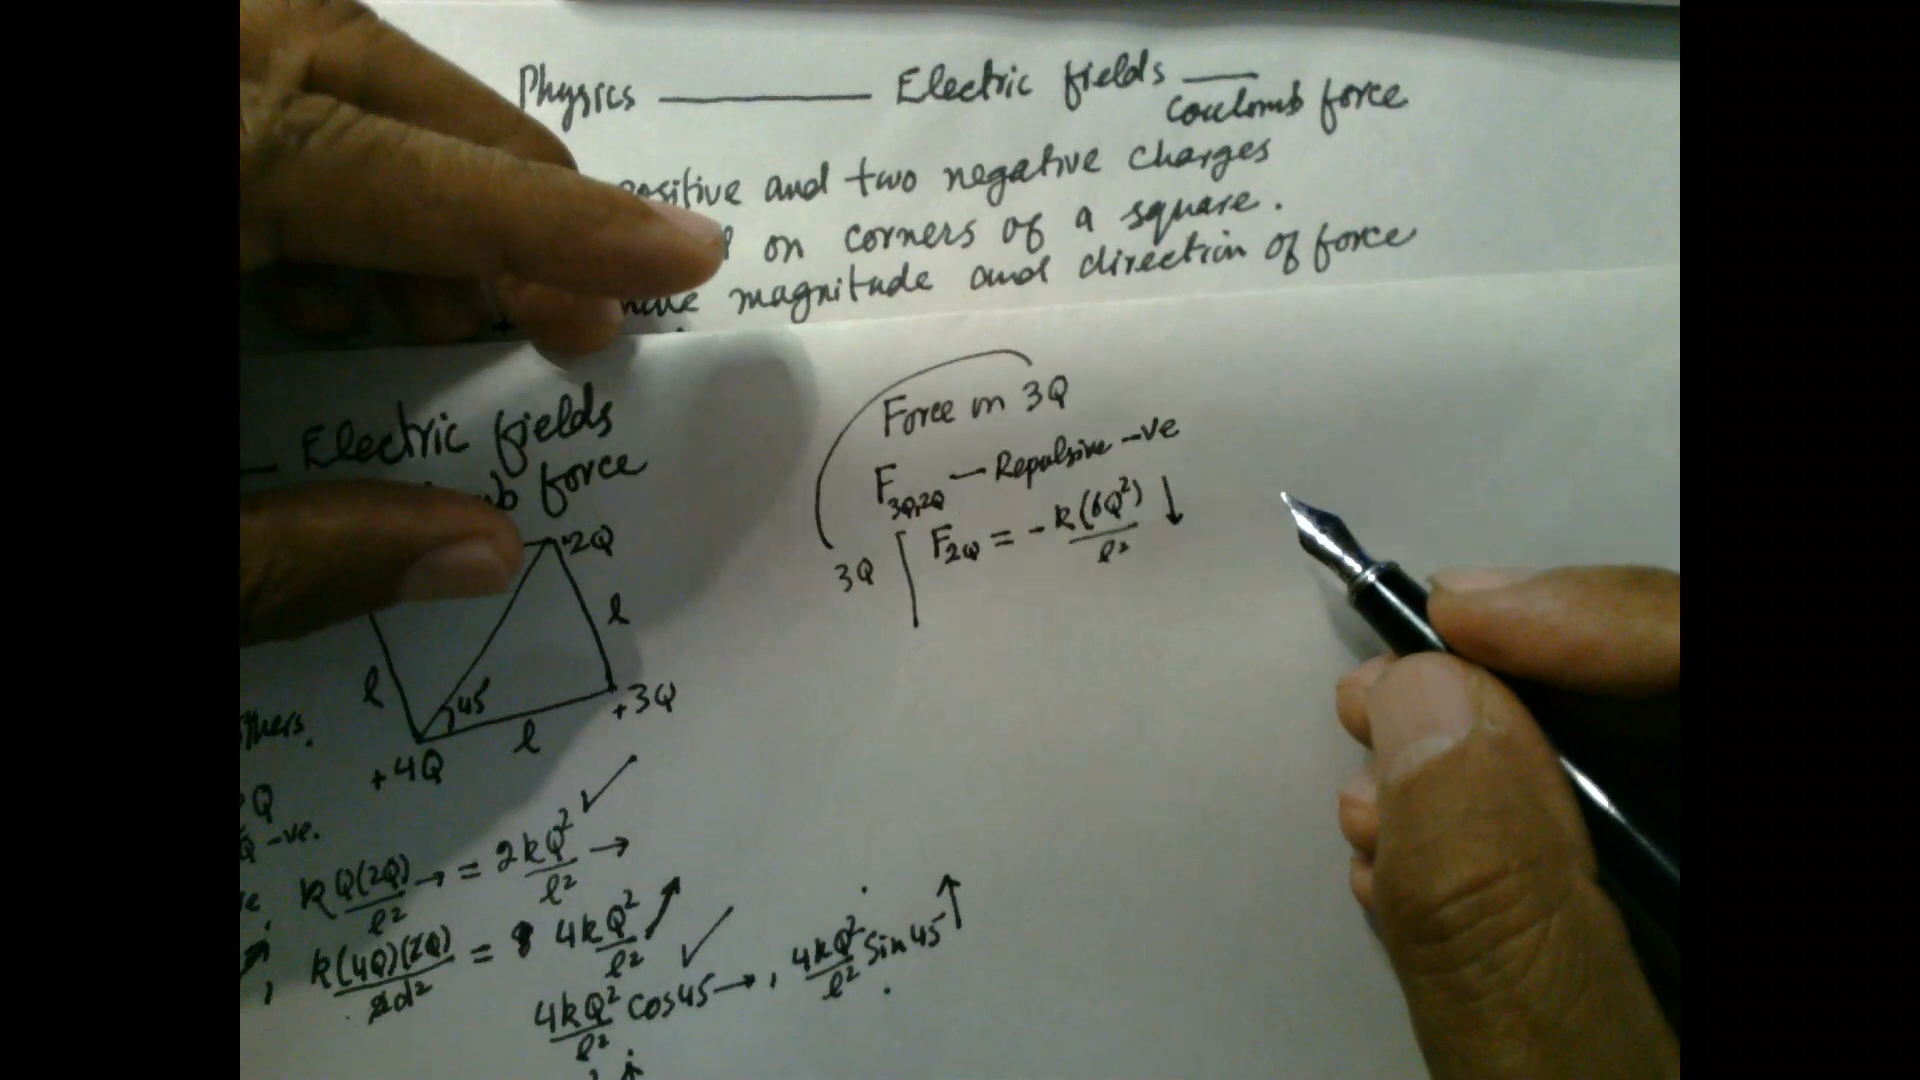 Physics ——— Electric fields —
Coulomb force
positive and two negative charges
on corners of a square.
magnitude and direction of force
— Electric fields
force
2Q
l
l
45
+3Q
l
+4Q
Q
-ve.
k Q(2Q)/l² → = 2kQ²/l² →
k(4Q)(2Q)/2d² = 4kQ²/l²
4kQ²/l² cos45 → , 4kQ²/l² Sin 45 ↑
Force on 3Q
F3Q,2Q — Repulsive -ve
3Q | F2Q = - k(6Q²)/l² ↓